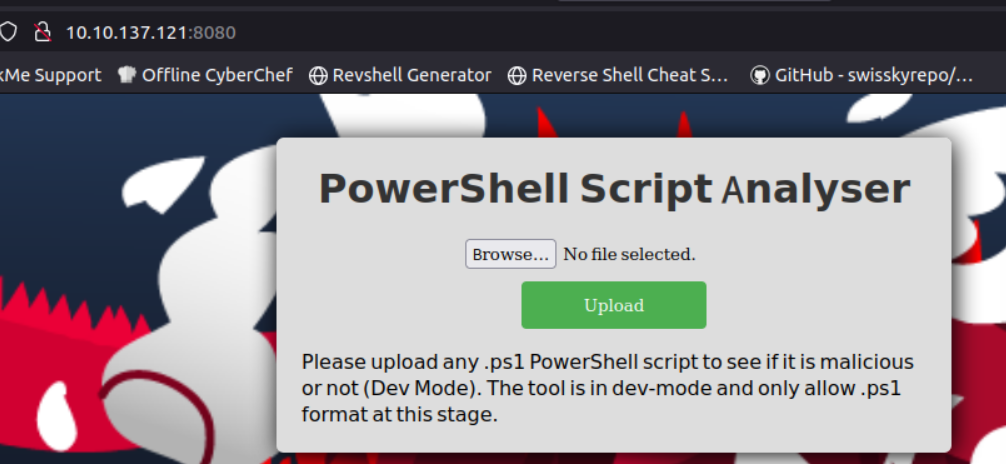 10.10.137.121:8080
kMe Support Offline CyberChef Revshell Generator Reverse Shell Cheat S... GitHub - swisskyrepo/...
PowerShell Script Analyser
Browse... No file selected.
Upload
Please upload any .ps1 PowerShell script to see if it is malicious
or not (Dev Mode). The tool is in dev-mode and only allow .ps1
format at this stage.